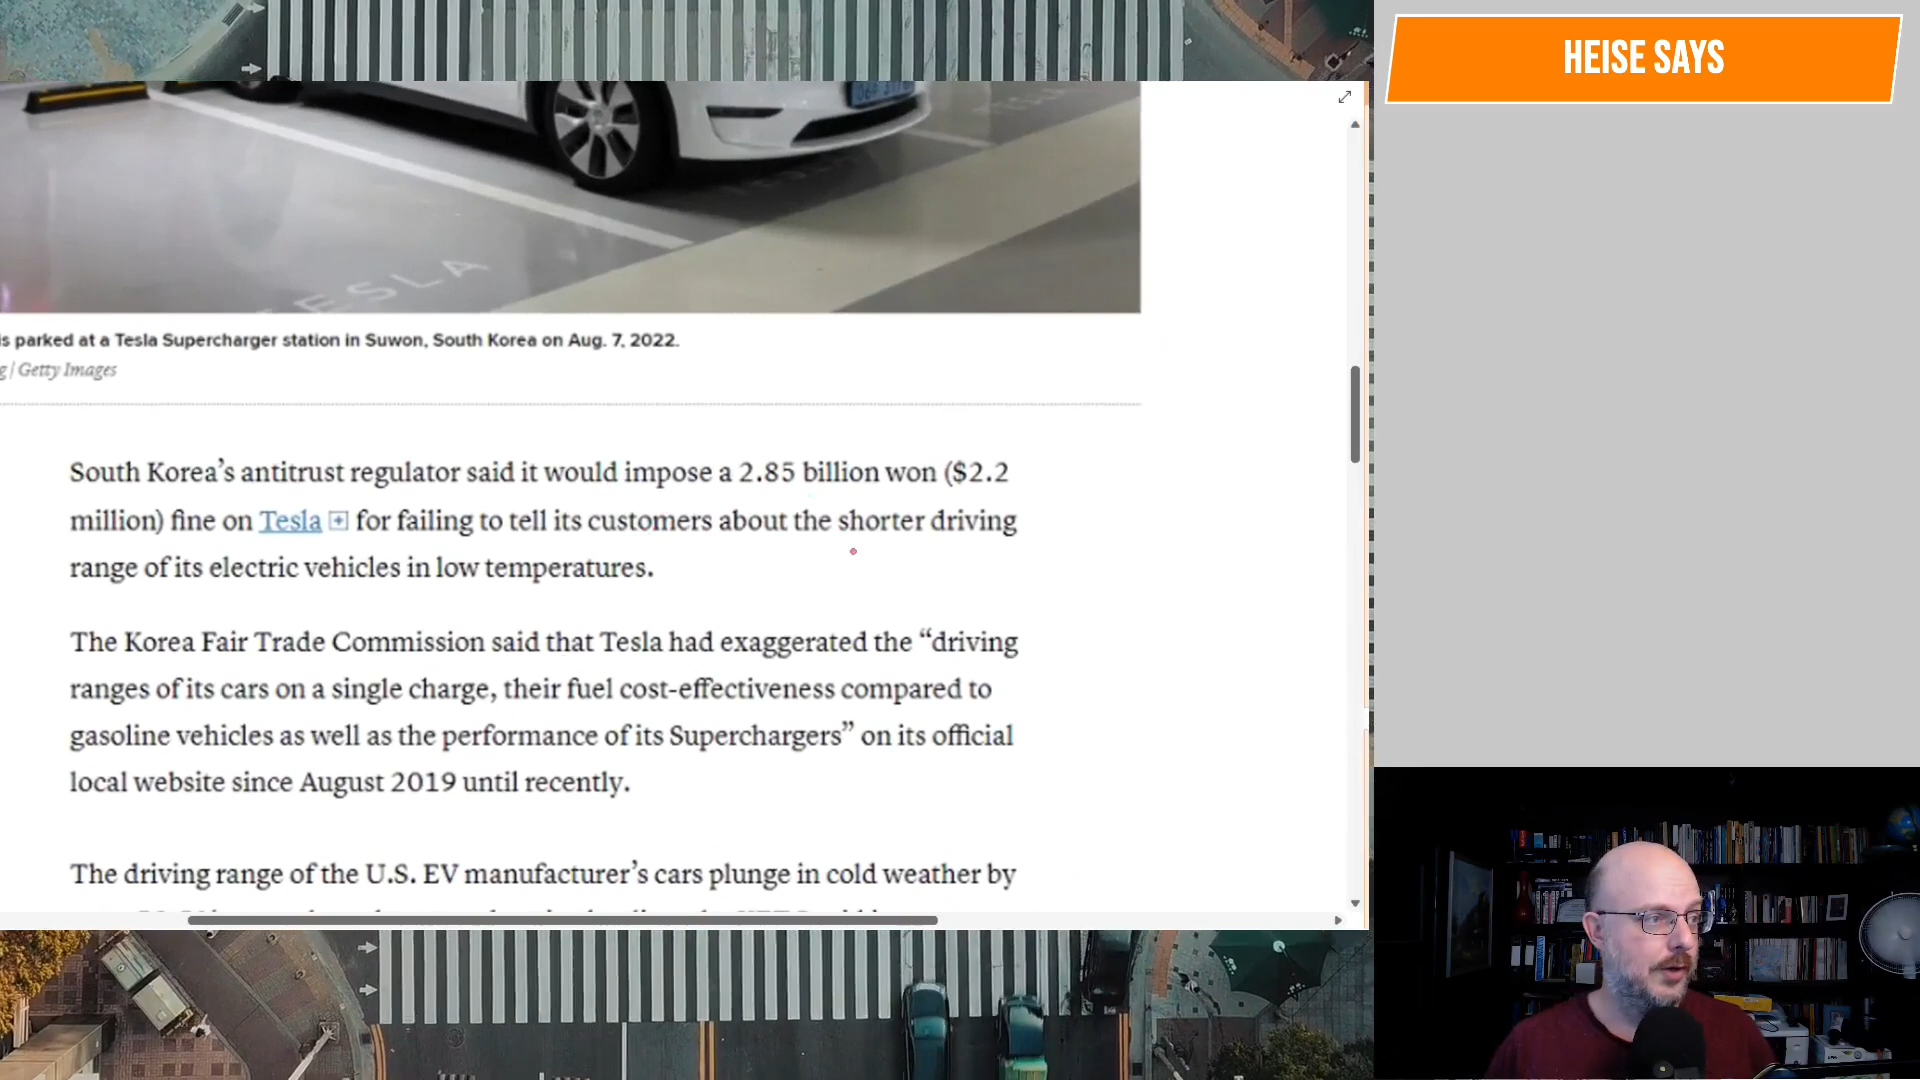 HEISE SAYS
TESLA
is parked at a Tesla Supercharger station in Suwon, South Korea on Aug. 7, 2022.
g | Getty Images
South Korea's antitrust regulator said it would impose a 2.85 billion won ($2.2
million) fine on Tesla for failing to tell its customers about the shorter driving
range of its electric vehicles in low temperatures.
The Korea Fair Trade Commission said that Tesla had exaggerated the “driving
ranges of its cars on a single charge, their fuel cost-effectiveness compared to
gasoline vehicles as well as the performance of its Superchargers” on its official
local website since August 2019 until recently.
The driving range of the U.S. EV manufacturer's cars plunge in cold weather by